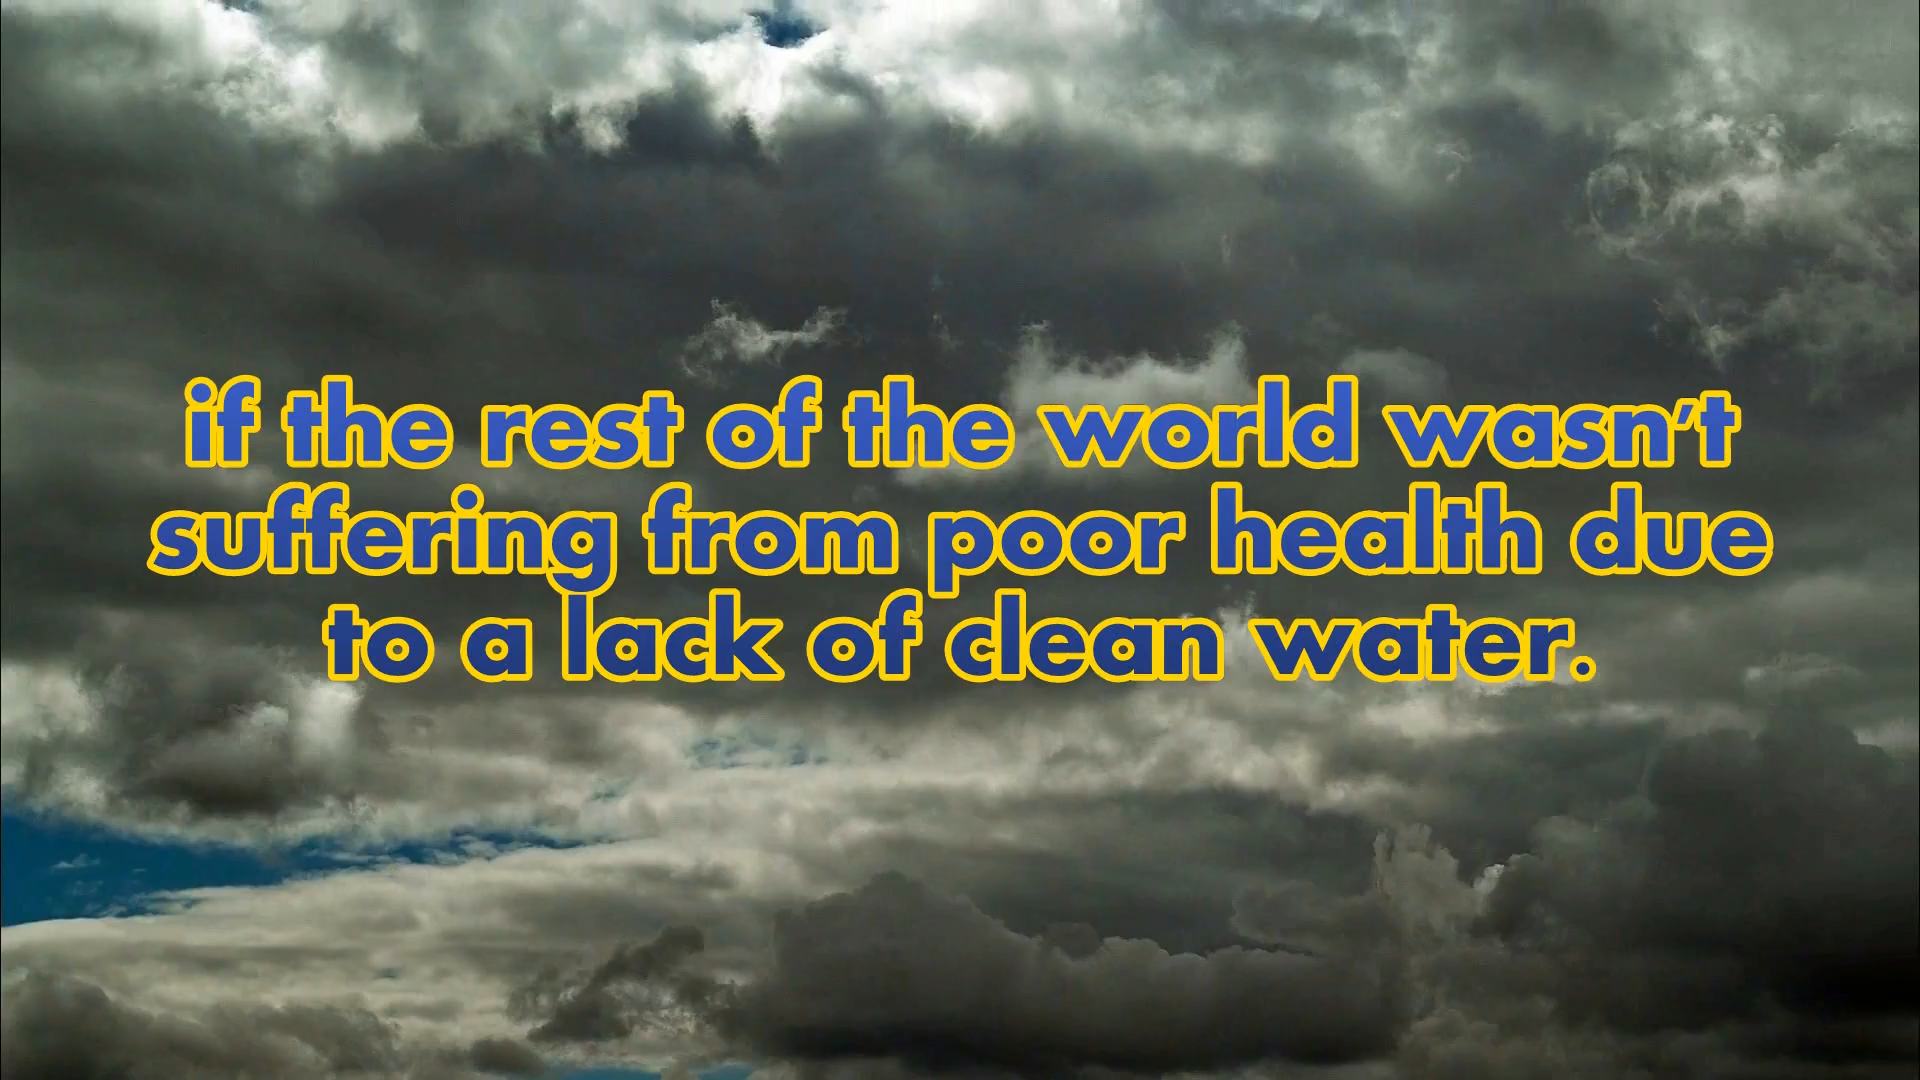 if the rest of the world wasn't
suffering from poor health due
to a lack of clean water.